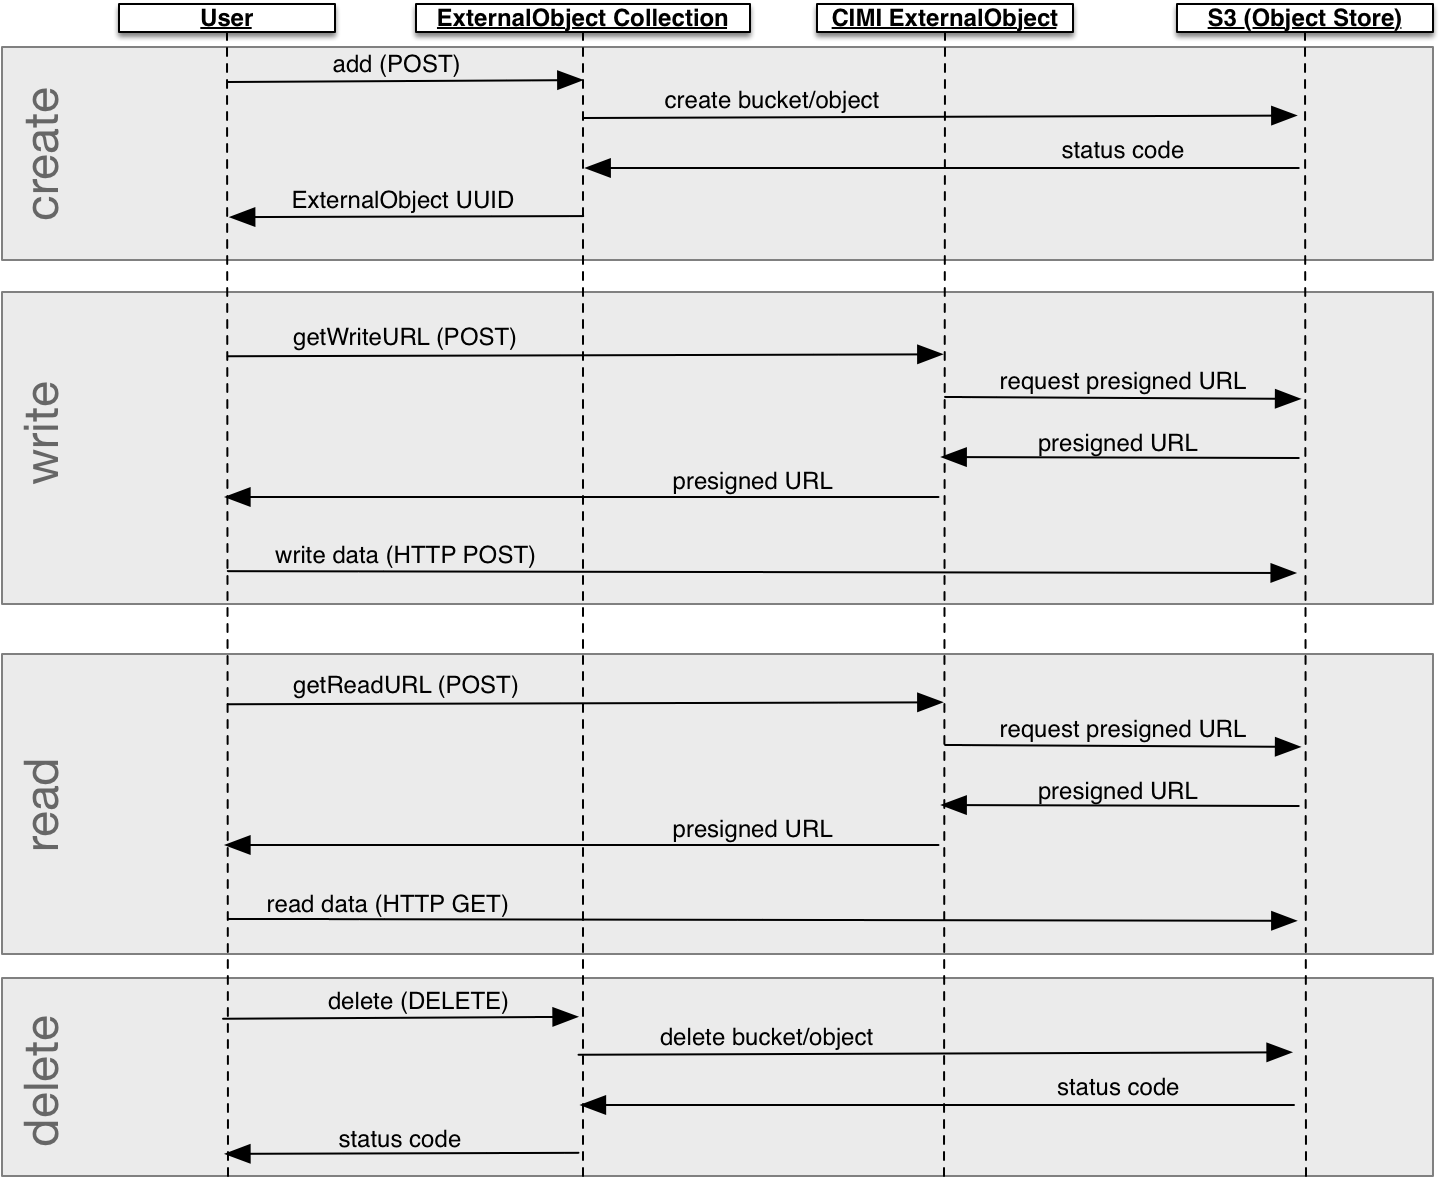 User
ExternalObject Collection
CIMI ExternalObject
S3 (Object Store)
create
add (POST)
create bucket/object
status code
ExternalObject UUID
write
getWriteURL (POST)
request presigned URL
presigned URL
presigned URL
write data (HTTP POST)
read
getReadURL (POST)
request presigned URL
presigned URL
presigned URL
read data (HTTP GET)
delete
delete (DELETE)
delete bucket/object
status code
status code